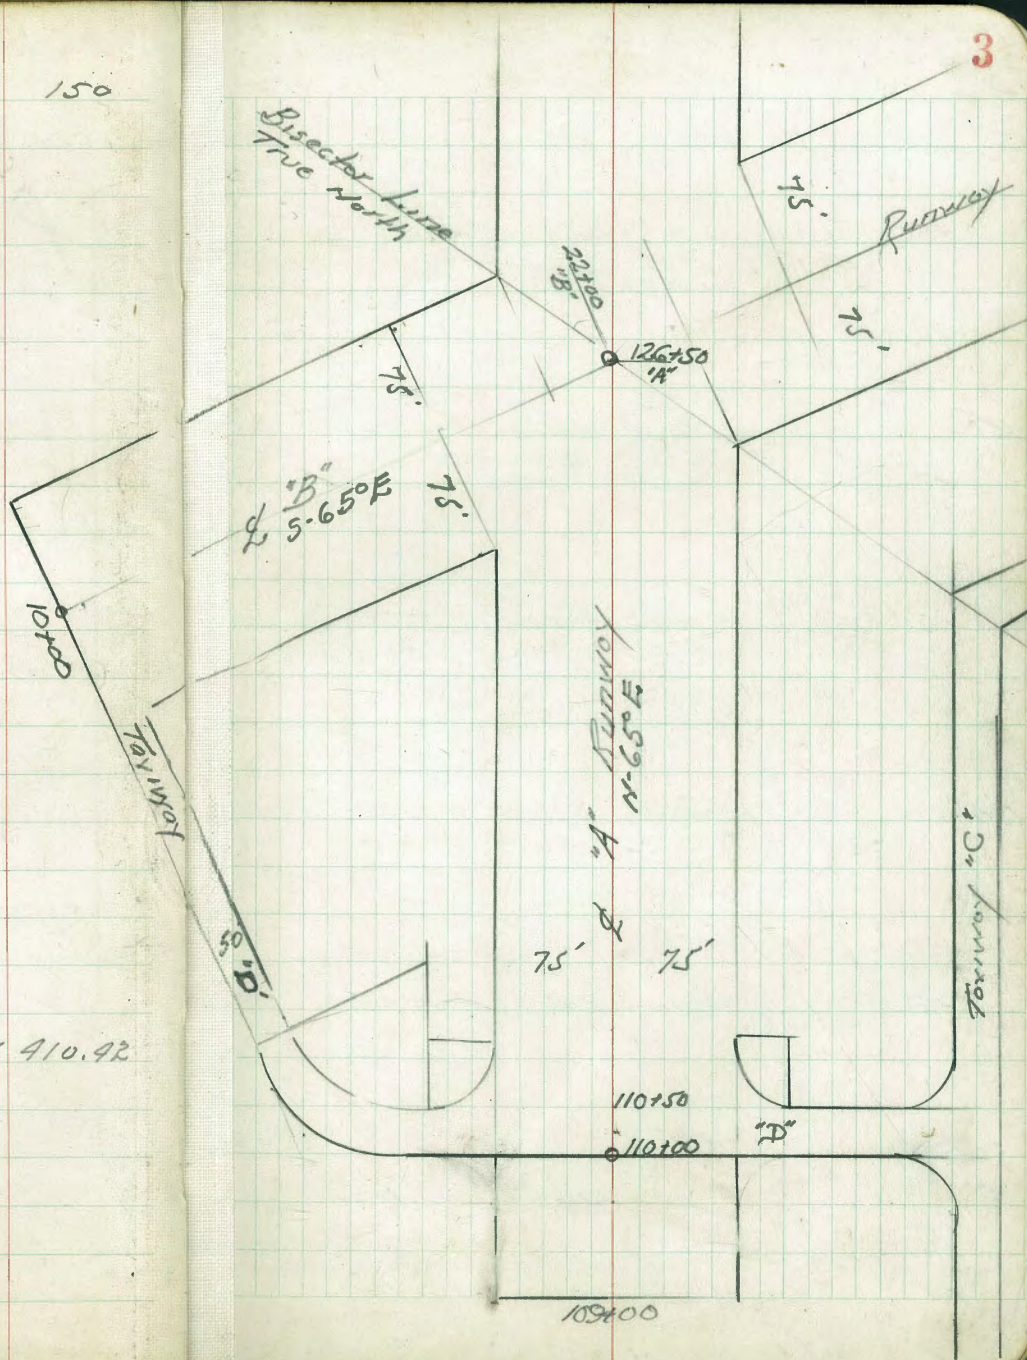 3
150
Bisector Line
True North
75'
Runway
22+00
"B"
75'
126+50
"A"
75'
"B"
℄ S-65°E
75'
10+00
℄ "A" Runway
N-65°E
Taxiway
Taxiway "C"
50'
"D"
75' 75'
410.42
110+50
"D"
110+00
109+00